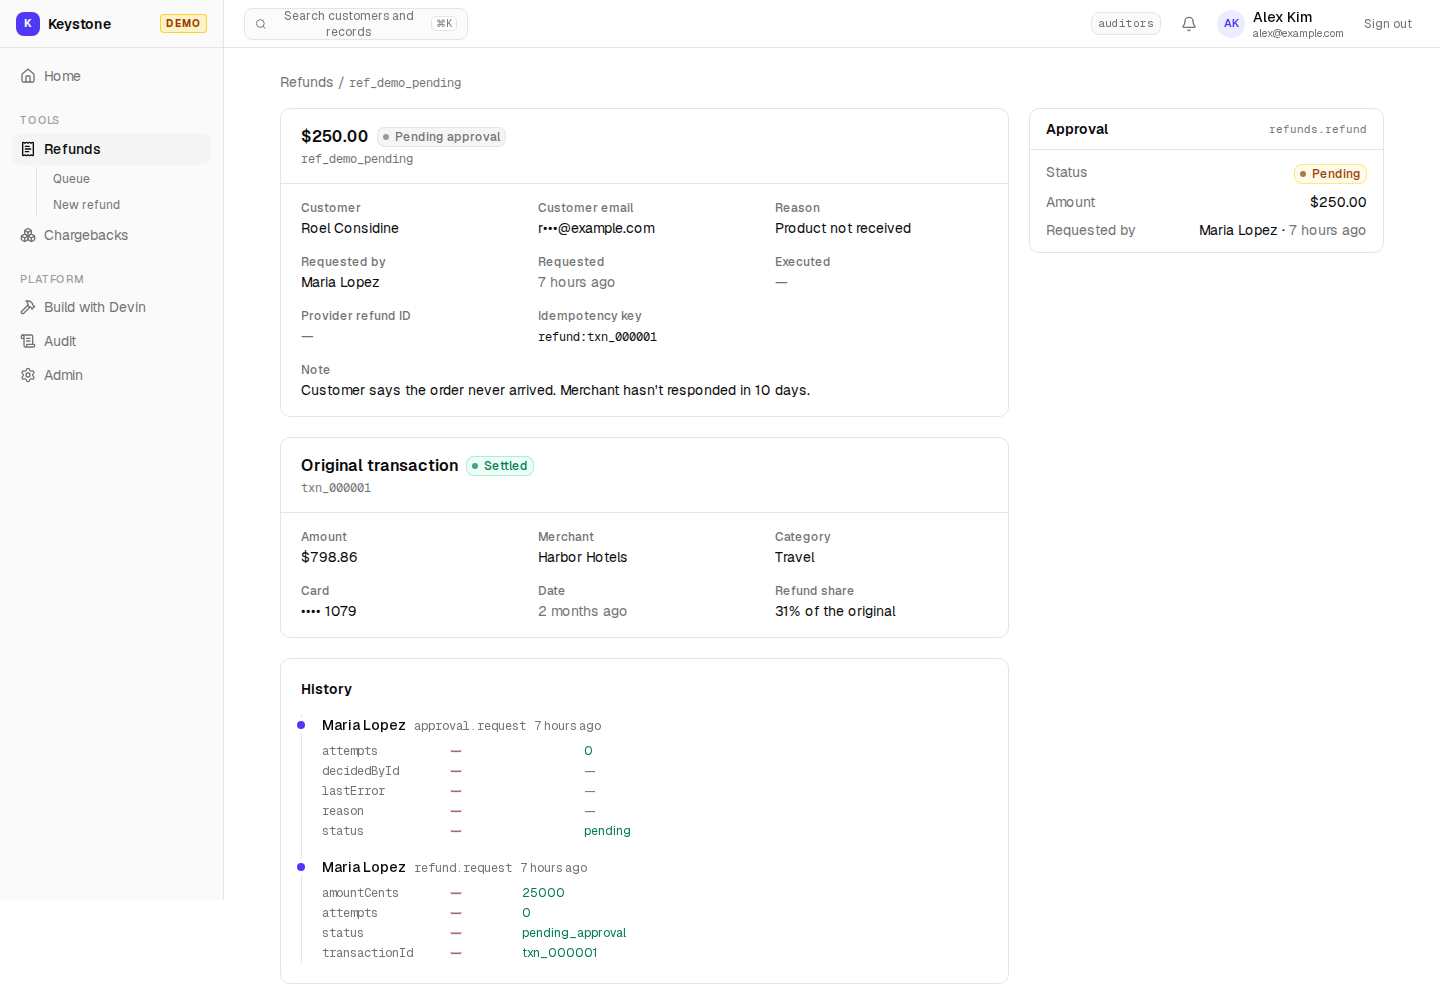 K Keystone DEMO
Search customers and records ⌘K
auditors
AK Alex Kim
alex@example.com
Sign out
Home
TOOLS
Refunds
Queue
New refund
Chargebacks
PLATFORM
Build with Devin
Audit
Admin
Refunds / ref_demo_pending
$250.00 Pending approval
ref_demo_pending
Customer Customer email Reason
Roel Considine r•••@example.com Product not received
Requested by Requested Executed
Maria Lopez 7 hours ago —
Provider refund ID Idempotency key
— refund:txn_000001
Note
Customer says the order never arrived. Merchant hasn't responded in 10 days.
Approval refunds.refund
Status Pending
Amount $250.00
Requested by Maria Lopez · 7 hours ago
Original transaction Settled
txn_000001
Amount Merchant Category
$798.86 Harbor Hotels Travel
Card Date Refund share
•••• 1079 2 months ago 31% of the original
History
Maria Lopez approval.request 7 hours ago
attempts — 0
decidedById — —
lastError — —
reason — —
status — pending
Maria Lopez refund.request 7 hours ago
amountCents — 25000
attempts — 0
status — pending_approval
transactionId — txn_000001